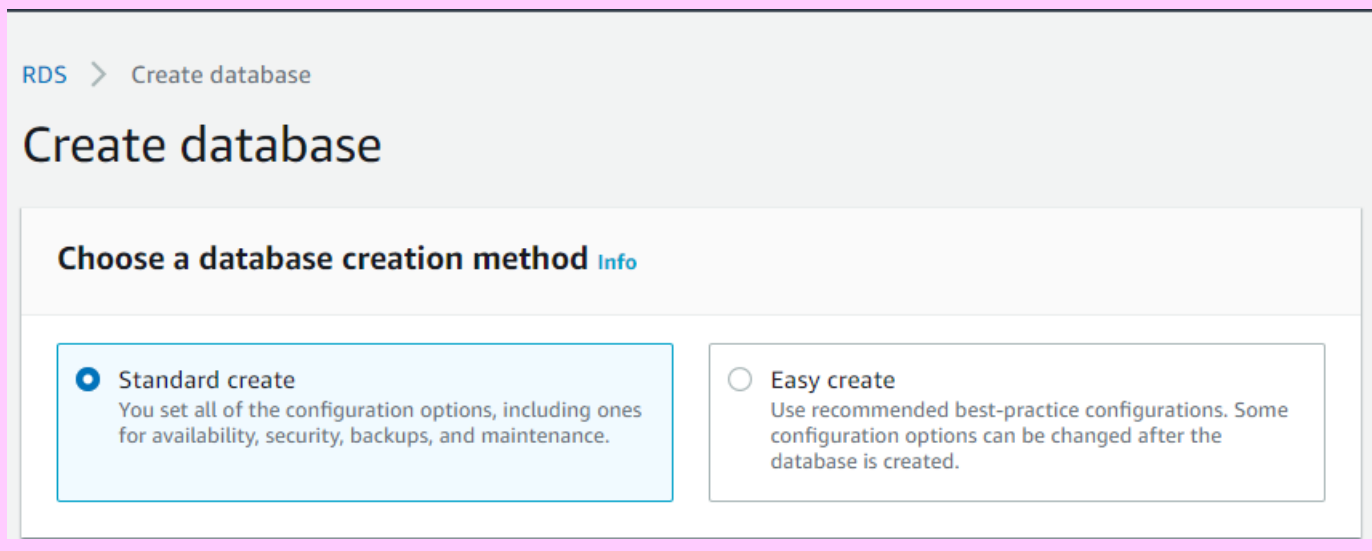 RDS > Create database
Create database
Choose a database creation method Info
Standard create
You set all of the configuration options, including ones
for availability, security, backups, and maintenance.
Easy create
Use recommended best-practice configurations. Some
configuration options can be changed after the
database is created.